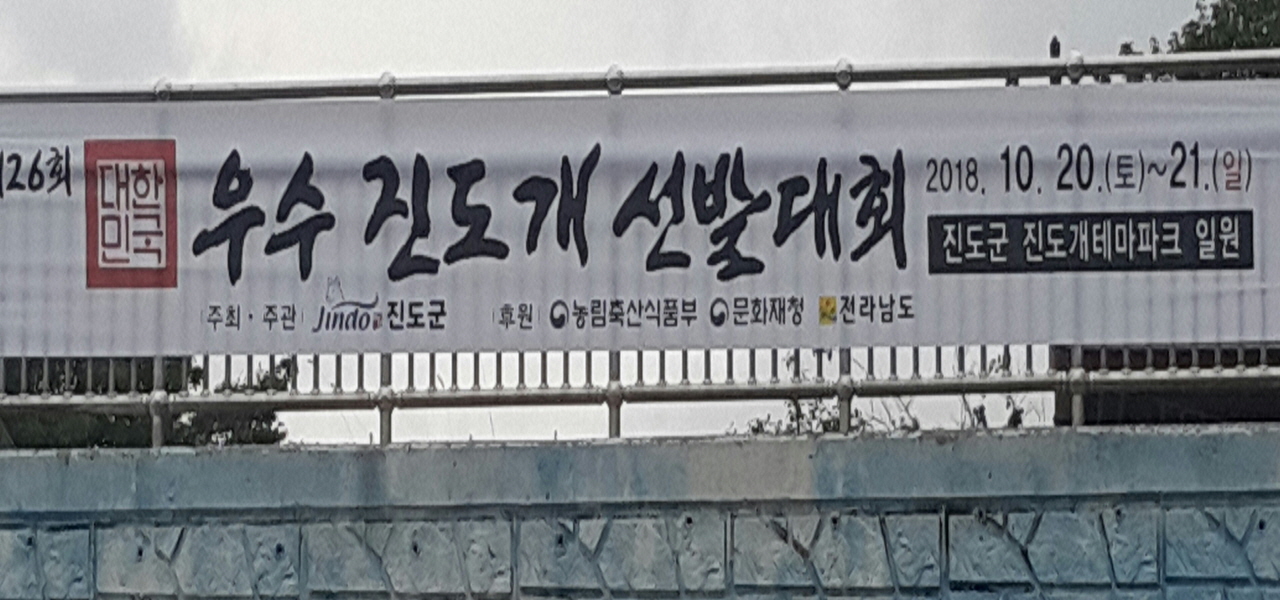 26회 대한민국 우수 진도개 선발대회 2018. 10. 20.(토)~21.(일)
진도군 진도개테마파크 일원
주최·주관 Jindo 진도군 후원 농림축산식품부 문화재청 전라남도